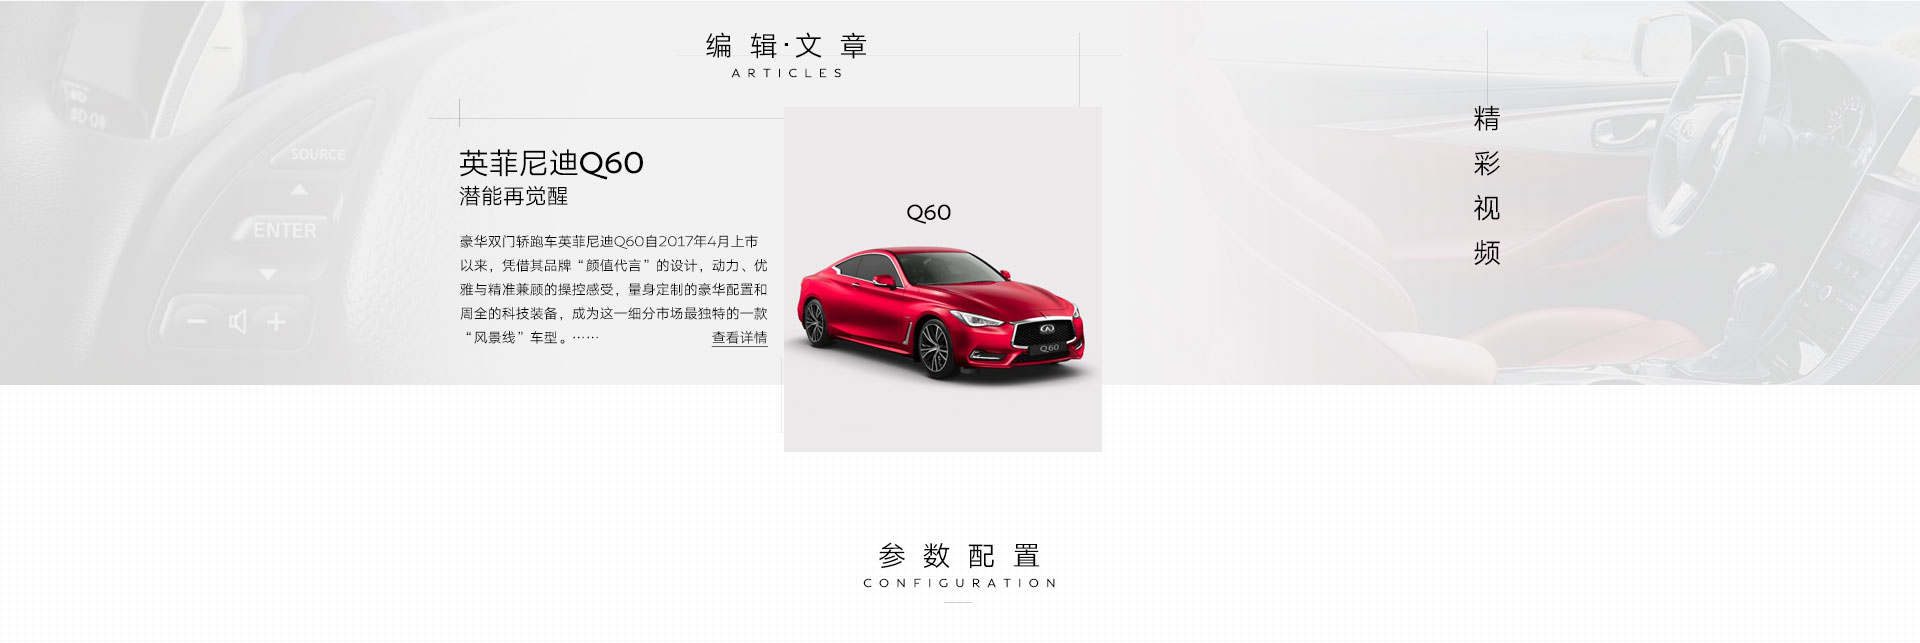 编辑·文章
ARTICLES
英菲尼迪Q60
潜能再觉醒
豪华双门轿跑车英菲尼迪Q60自2017年4月上市
以来，凭借其品牌“颜值代言”的设计，动力、优
雅与精准兼顾的操控感受，量身定制的豪华配置和
周全的科技装备，成为这一细分市场最独特的一款
“风景线”车型。…… 查看详情
Q60
Q60
精彩视频
SOURCE
ENTER
参数配置
CONFIGURATION